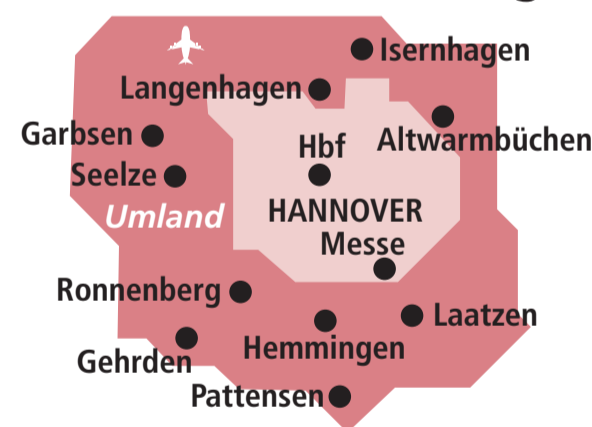 Isernhagen
Langenhagen
Garbsen
Altwarmbüchen
Hbf
Seelze
Umland
HANNOVER
Messe
Ronnenberg
Laatzen
Hemmingen
Gehrden
Pattensen